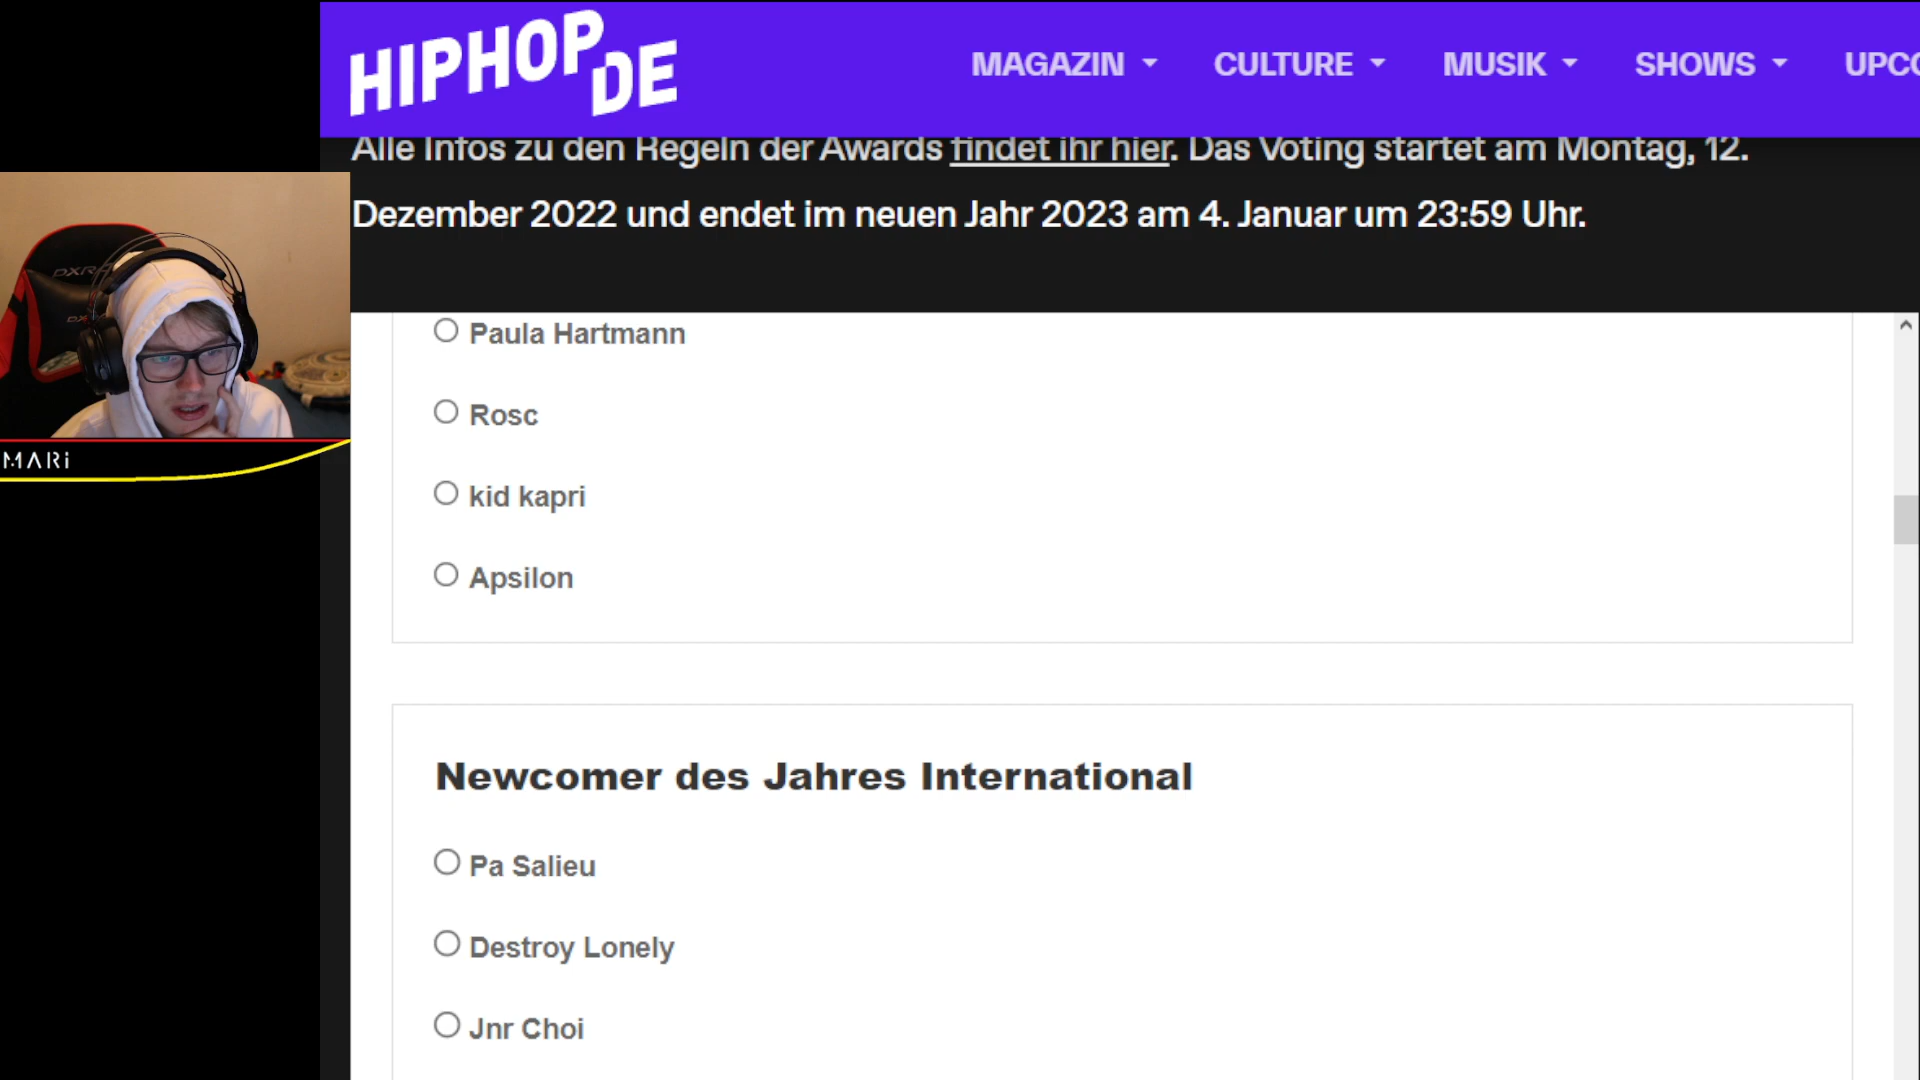 HIPHOP.DE
MAGAZIN
CULTURE
MUSIK
SHOWS
Alle Infos zu den Regeln der Awards findet ihr hier. Das Voting startet am Montag, 12.
Dezember 2022 und endet im neuen Jahr 2023 am 4. Januar um 23:59 Uhr.
MARi
Paula Hartmann
Rosc
kid kapri
Apsilon
Newcomer des Jahres International
Pa Salieu
Destroy Lonely
Jnr Choi